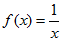 f(x) = 1/x